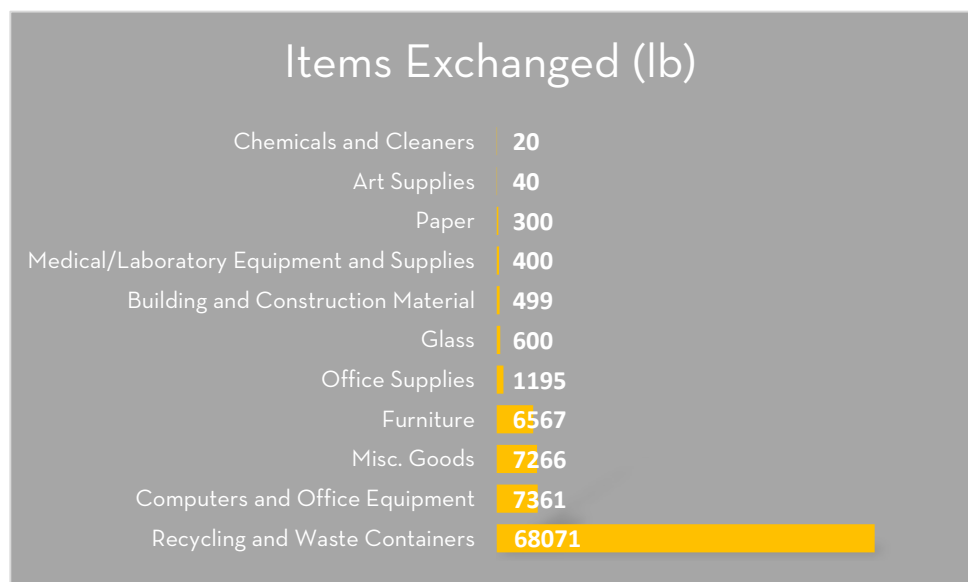 Items Exchanged (lb)
Chemicals and Cleaners 20
Art Supplies 40
Paper 300
Medical/Laboratory Equipment and Supplies 400
Building and Construction Material 499
Glass 600
Office Supplies 1195
Furniture 6567
Misc. Goods 7266
Computers and Office Equipment 7361
Recycling and Waste Containers 68071